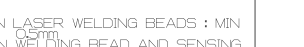 N LASER WELDING BEADS : MIN
0.5mm
N WELDING BEAD AND SENSING